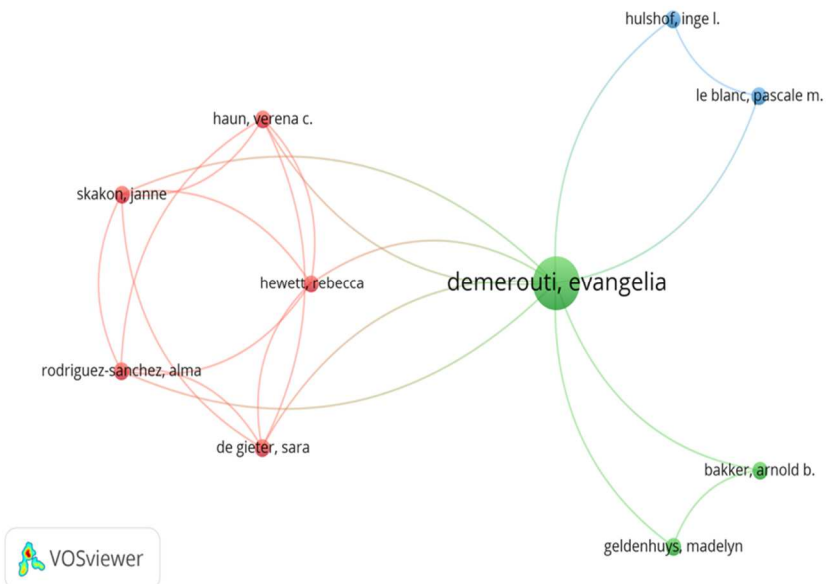 hulshof, inge l.
le blanc, pascale m.
haun, verena c.
skakon, janne
hewett, rebecca
demerouti, evangelia
rodriguez-sanchez, alma
de gieter, sara
bakker, arnold b.
geldenhuys, madelyn
VOSviewer